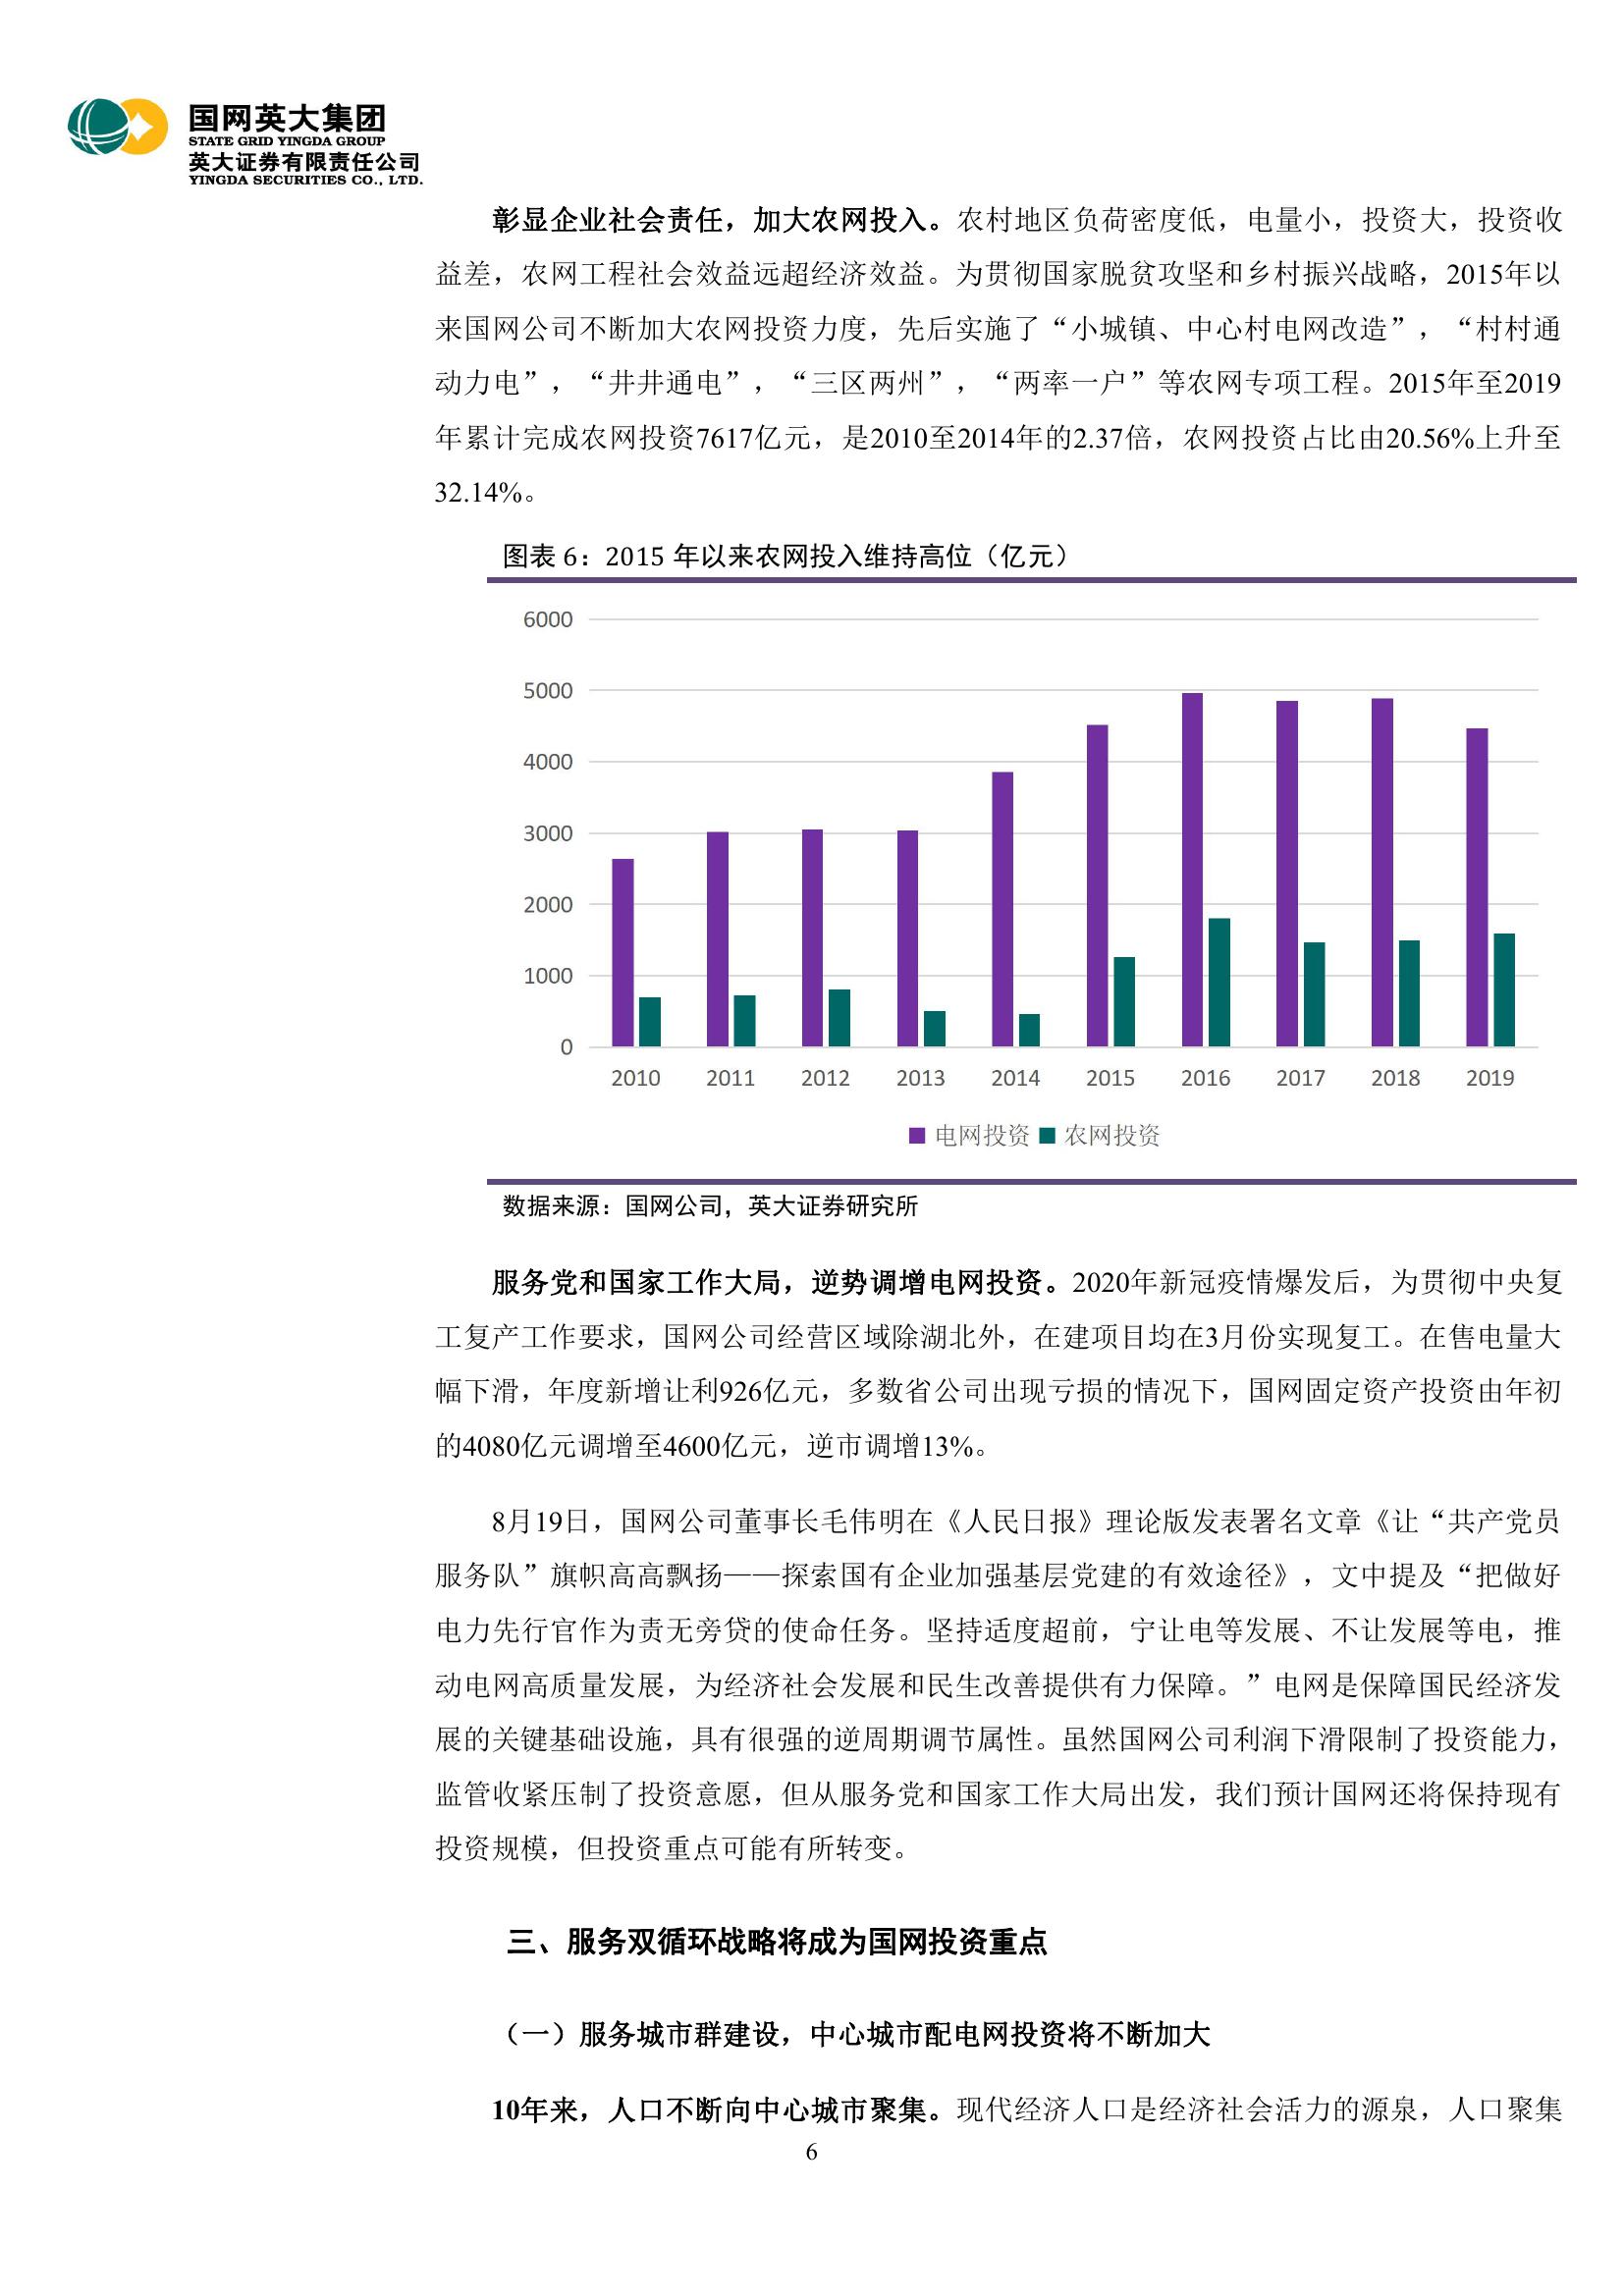 国网英大集团
STATE GRID YINGDA GROUP
英大证券有限责任公司
YINGDA SECURITIES CO., LTD.
彰显企业社会责任，加大农网投入。农村地区负荷密度低，电量小，投资大，投资收
益差，农网工程社会效益远超经济效益。为贯彻国家脱贫攻坚和乡村振兴战略，2015年以
来国网公司不断加大农网投资力度，先后实施了“小城镇、中心村电网改造”，“村村通
动力电”，“井井通电”，“三区两州”，“两率一户”等农网专项工程。2015年至2019
年累计完成农网投资7617亿元，是2010至2014年的2.37倍，农网投资占比由20.56%上升至
32.14%。
图表 6：2015 年以来农网投入维持高位（亿元）
6000
5000
4000
3000
2000
1000
0
2010 2011 2012 2013 2014 2015 2016 2017 2018 2019
电网投资 农网投资
数据来源：国网公司，英大证券研究所
服务党和国家工作大局，逆势调增电网投资。2020年新冠疫情爆发后，为贯彻中央复
工复产工作要求，国网公司经营区域除湖北外，在建项目均在3月份实现复工。在售电量大
幅下滑，年度新增让利926亿元，多数省公司出现亏损的情况下，国网固定资产投资由年初
的4080亿元调增至4600亿元，逆市调增13%。
8月19日，国网公司董事长毛伟明在《人民日报》理论版发表署名文章《让“共产党员
服务队”旗帜高高飘扬——探索国有企业加强基层党建的有效途径》，文中提及“把做好
电力先行官作为责无旁贷的使命任务。坚持适度超前，宁让电等发展、不让发展等电，推
动电网高质量发展，为经济社会发展和民生改善提供有力保障。”电网是保障国民经济发
展的关键基础设施，具有很强的逆周期调节属性。虽然国网公司利润下滑限制了投资能力，
监管收紧压制了投资意愿，但从服务党和国家工作大局出发，我们预计国网还将保持现有
投资规模，但投资重点可能有所转变。
三、服务双循环战略将成为国网投资重点
（一）服务城市群建设，中心城市配电网投资将不断加大
10年来，人口不断向中心城市聚集。现代经济人口是经济社会活力的源泉，人口聚集
6